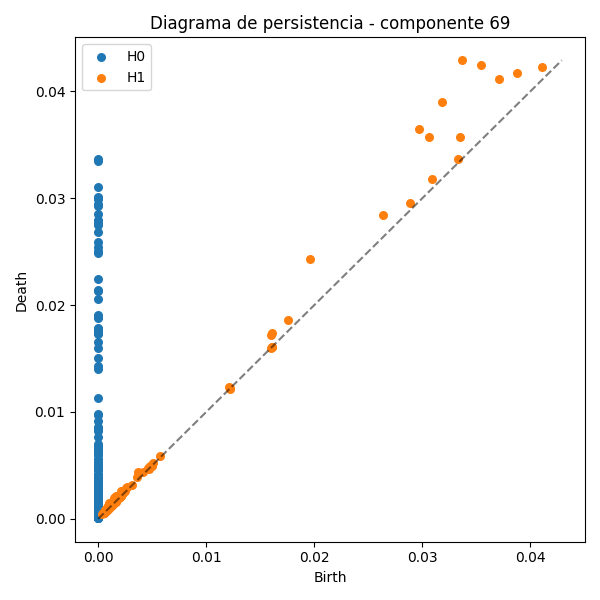 Diagrama de persistencia - componente 69
H0
H1
Death
0.04
0.03
0.02
0.01
0.00
0.00 0.01 0.02 0.03 0.04
Birth